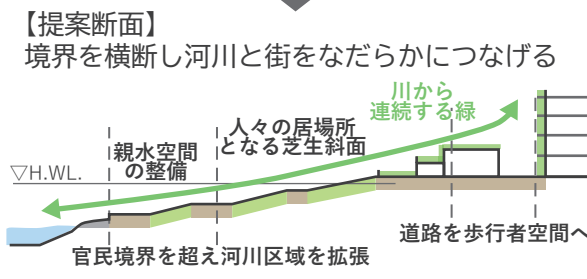 【提案断面】
境界を横断し河川と街をなだらかにつなげる
川から
連続する緑
人々の居場所
となる芝生斜面
親水空間
の整備
▽H.WL.
道路を歩行者空間へ
官民境界を超え河川区域を拡張